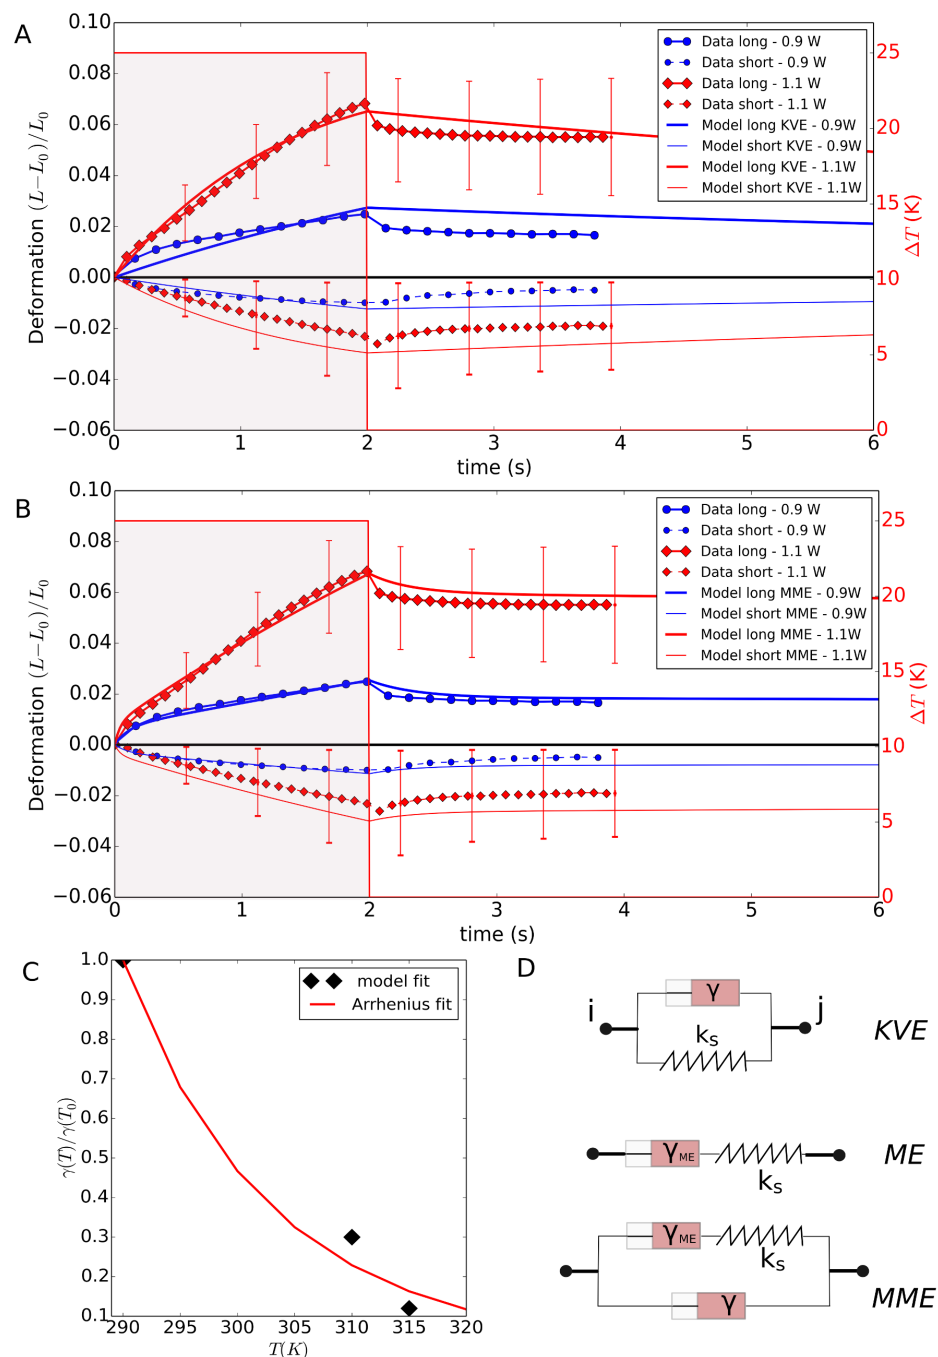 A
0.10
0.08
0.06
0.04
0.02
0.00
−0.02
−0.04
−0.06
Deformation (L−L₀)/L₀
Data long - 0.9 W
Data short - 0.9 W
Data long - 1.1 W
Data short - 1.1 W
Model long KVE - 0.9W
Model short KVE - 0.9W
Model long KVE - 1.1W
Model short KVE - 1.1W
25
20
15
10
5
0
ΔT (K)
0 1 2 3 4 5 6
time (s)
B
0.10
0.08
0.06
0.04
0.02
0.00
−0.02
−0.04
−0.06
Deformation (L−L₀)/L₀
Data long - 0.9 W
Data short - 0.9 W
Data long - 1.1 W
Data short - 1.1 W
Model long MME - 0.9W
Model short MME - 0.9W
Model long MME - 1.1W
Model short MME - 1.1W
25
20
15
10
5
0
ΔT (K)
0 1 2 3 4 5 6
time (s)
C
1.0
0.9
0.8
0.7
0.6
0.5
0.4
0.3
0.2
0.1
γ(T)/γ(T₀)
model fit
Arrhenius fit
290 295 300 305 310 315 320
T(K)
D
γ
i
j
kₛ
KVE
γME
kₛ
ME
γME
kₛ
γ
MME